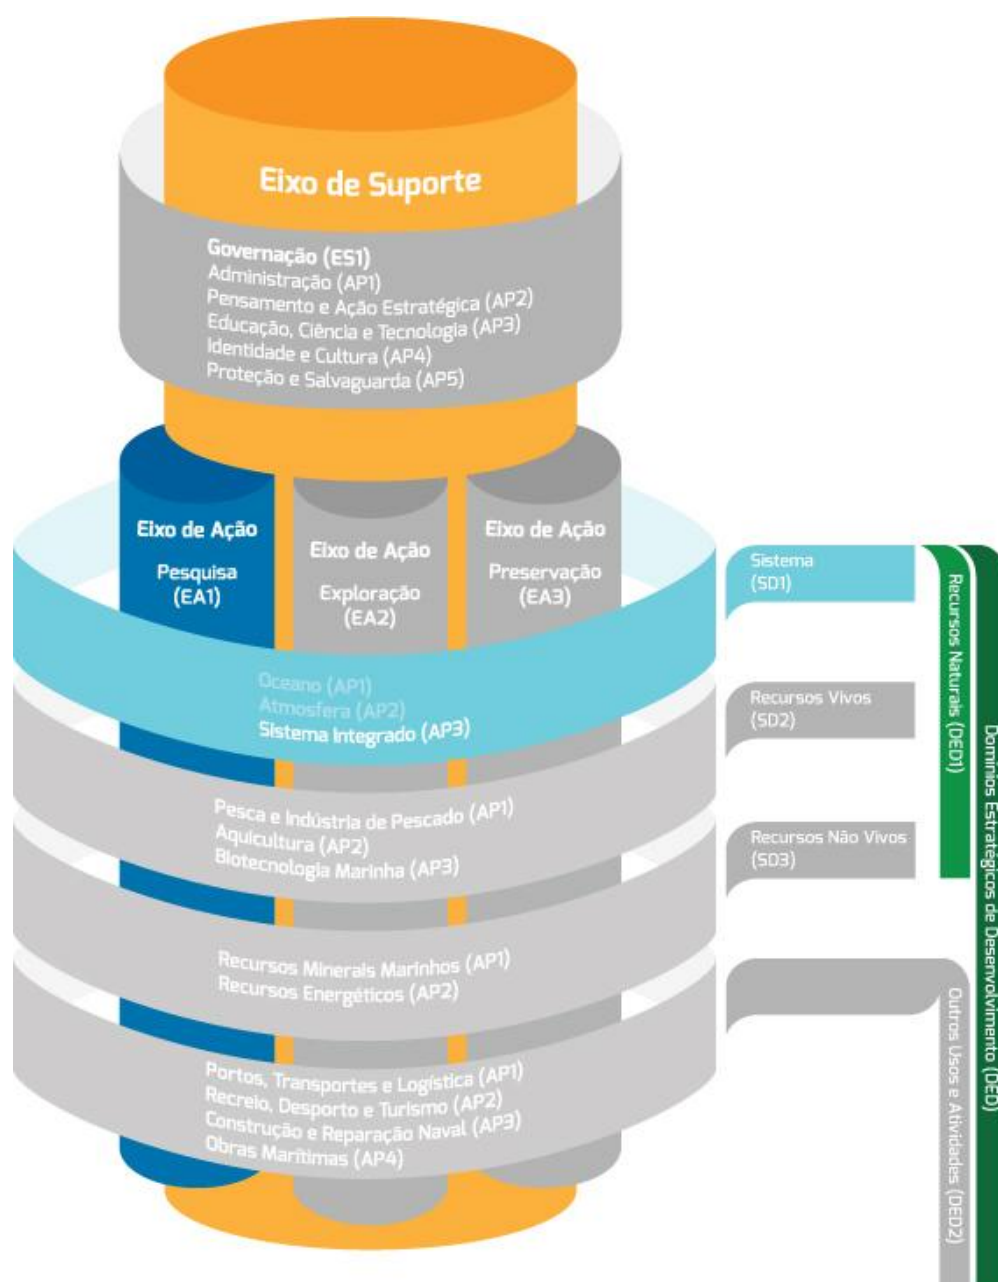 Eixo de Suporte
Governação (ES1)
Administração (AP1)
Pensamento e Ação Estratégica (AP2)
Educação, Ciência e Tecnologia (AP3)
Identidade e Cultura (AP4)
Proteção e Salvaguarda (AP5)
Eixo de Ação
Pesquisa
(EA1)
Eixo de Ação
Exploração
(EA2)
Eixo de Ação
Preservação
(EA3)
Oceano (AP1)
Atmosfera (AP2)
Sistema Integrado (AP3)
Sistema
(SD1)
Pesca e Indústria de Pescado (AP1)
Aquicultura (AP2)
Biotecnologia Marinha (AP3)
Recursos Vivos
(SD2)
Recursos Minerais Marinhos (AP1)
Recursos Energéticos (AP2)
Recursos Não Vivos
(SD3)
Portos, Transportes e Logística (AP1)
Recreio, Desporto e Turismo (AP2)
Construção e Reparação Naval (AP3)
Obras Marítimas (AP4)
Recursos Naturais (DED1)
Outros Usos e Atividades (DED2)
Domínios Estratégicos de Desenvolvimento (DED)